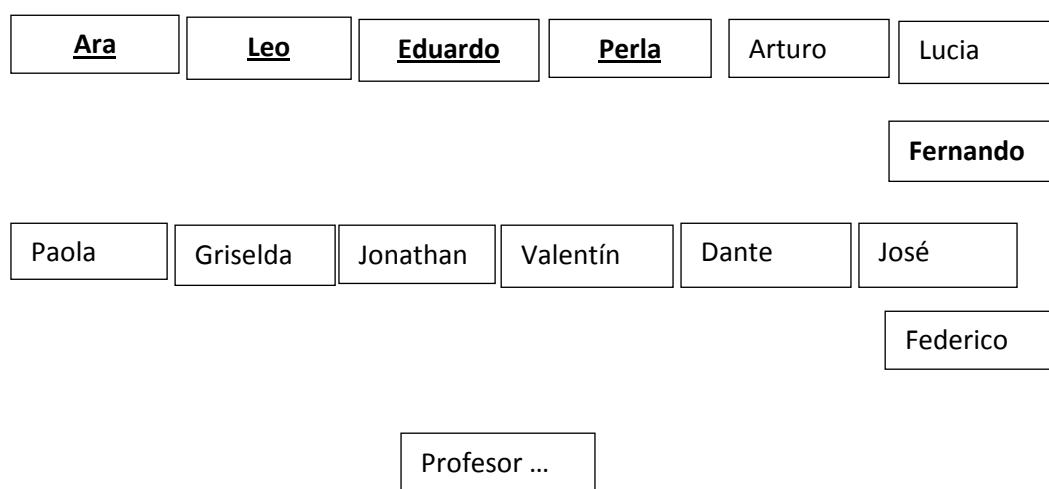 Ara Leo Eduardo Perla Arturo Lucia
Fernando
Paola Griselda Jonathan Valentín Dante José
Federico
Profesor ...